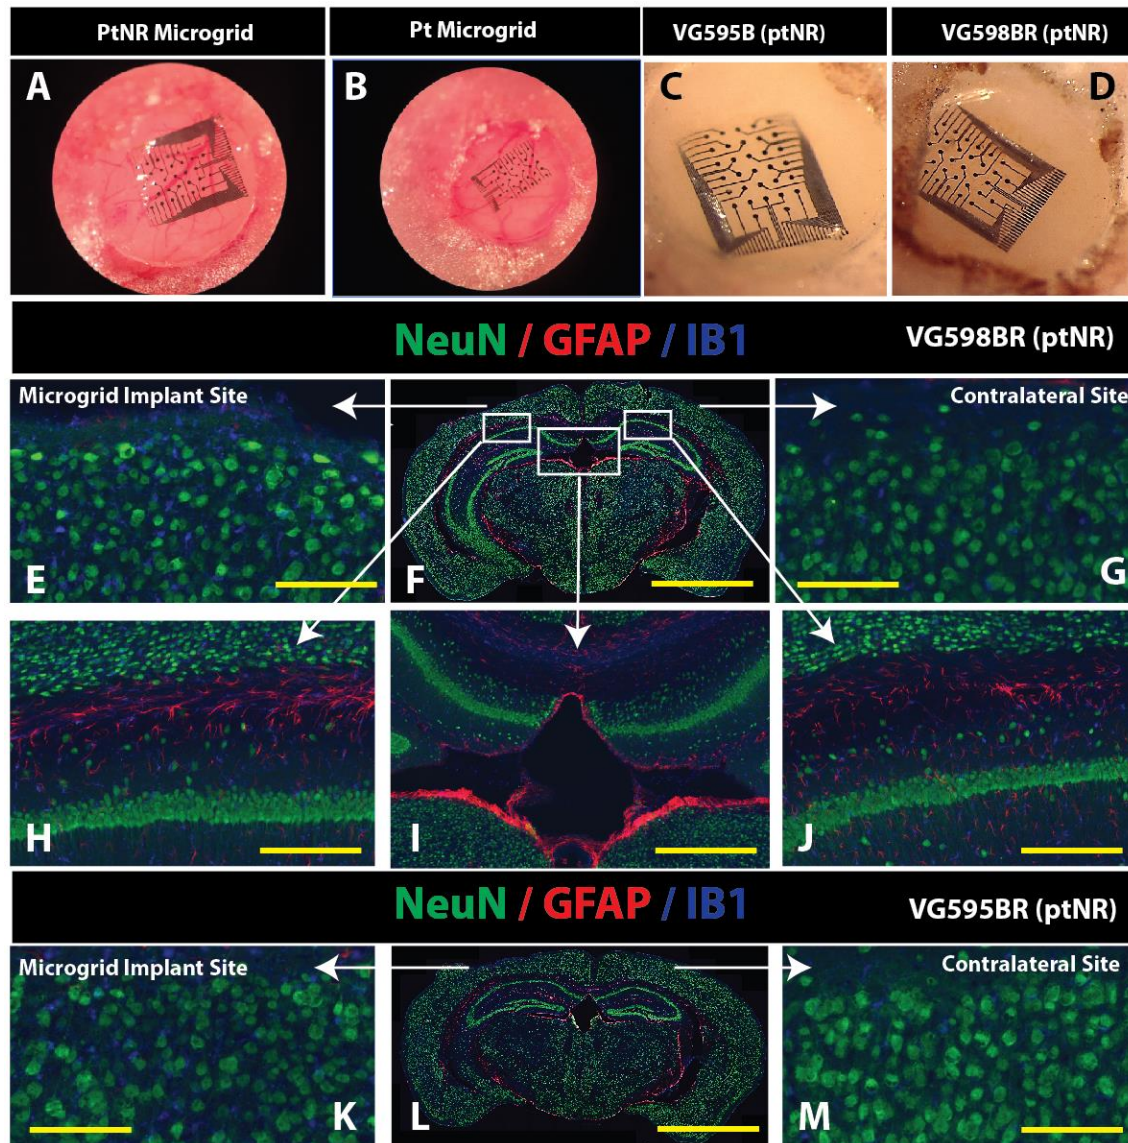 PtNR Microgrid
Pt Microgrid
VG595B (ptNR)
VG598BR (ptNR)
A
B
C
D
NeuN / GFAP / IB1
VG598BR (ptNR)
Microgrid Implant Site
Contralateral Site
E
F
G
H
I
J
NeuN / GFAP / IB1
VG595BR (ptNR)
Microgrid Implant Site
Contralateral Site
K
L
M